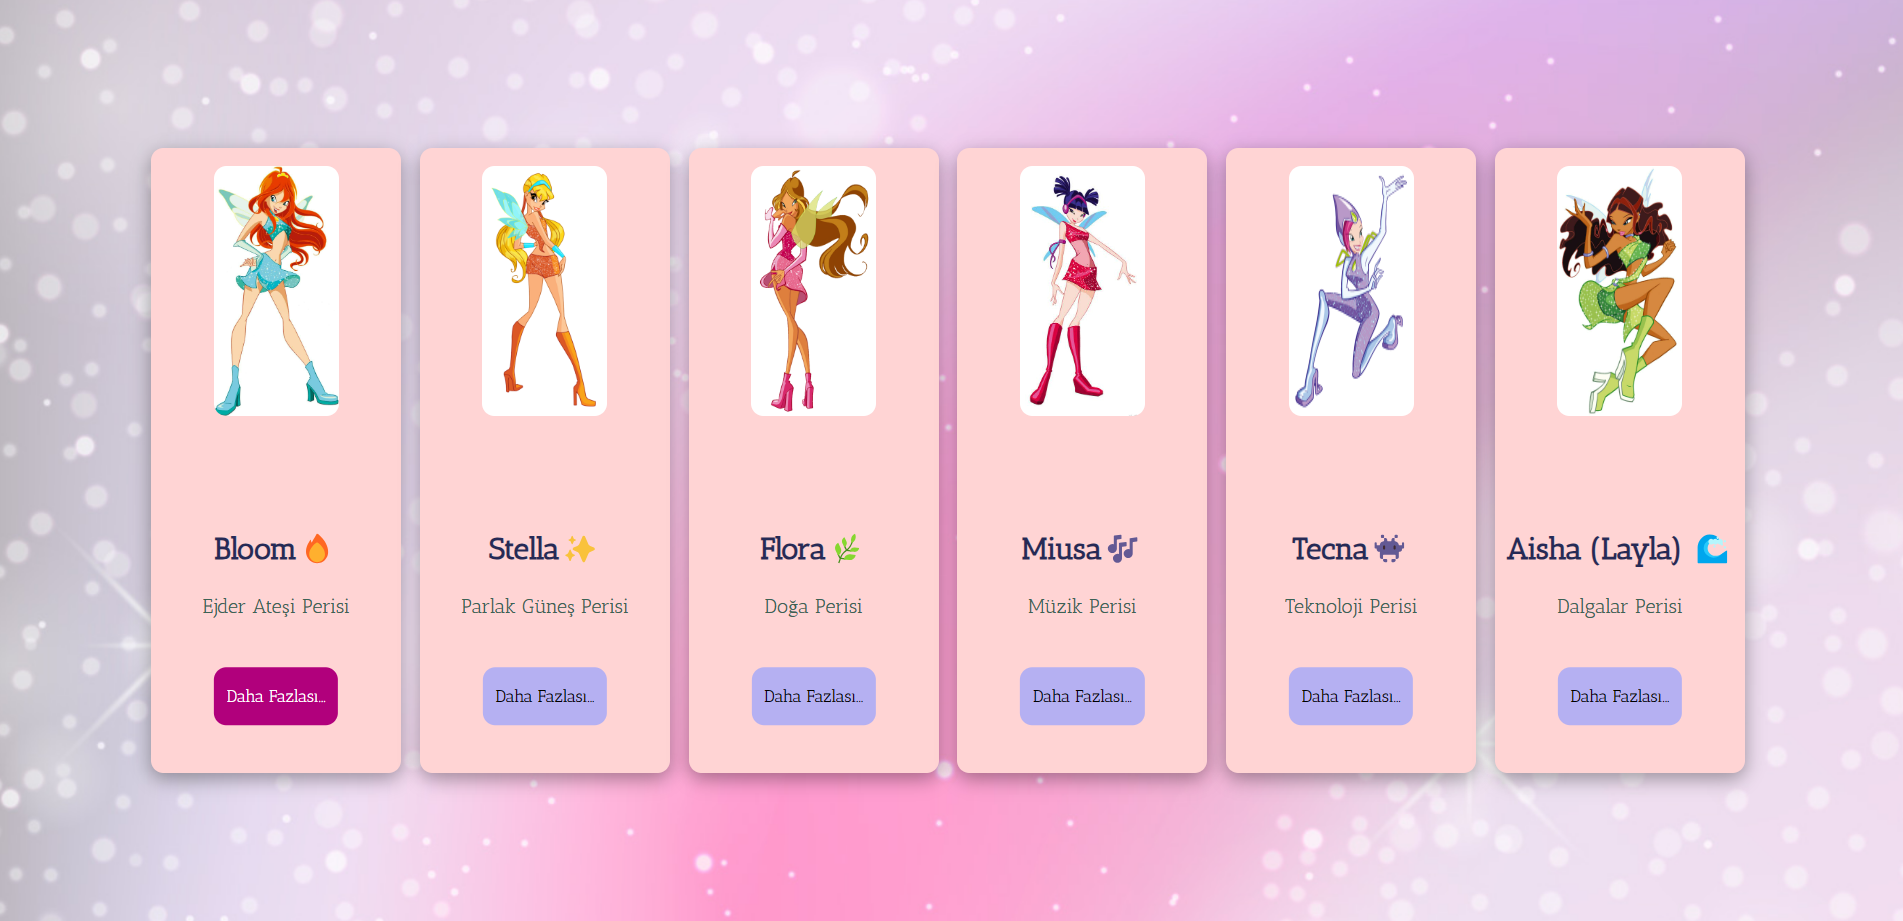 Bloom 🔥
Ejder Ateşi Perisi
Daha Fazlası...
Stella ✨
Parlak Güneş Perisi
Daha Fazlası...
Flora 🌿
Doğa Perisi
Daha Fazlası...
Miusa 🎶
Müzik Perisi
Daha Fazlası...
Tecna 👾
Teknoloji Perisi
Daha Fazlası...
Aisha (Layla) 🌊
Dalgalar Perisi
Daha Fazlası...